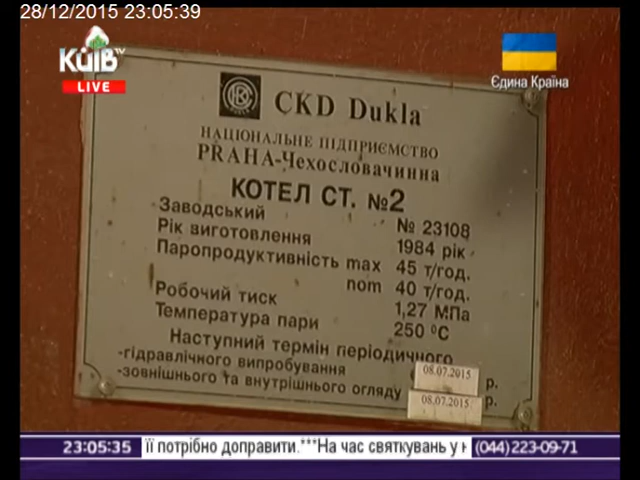 28/12/2015 23:05:39
КиЇВ TV
LIVE
Єдина Країна
CKD Dukla
НАЦІОНАЛЬНЕ ПІДПРИЄМСТВО
PRAHA-Чехословаччина
КОТЕЛ СТ. №2
Заводський № 23108
Рік виготовлення 1984 рік
Паропродуктивність max 45 т/год.
nom 40 т/год.
Робочий тиск 1,27 МПа
Температура пари 250 ºС
Наступний термін періодичного
-гідравлічного випробування 08.07.2015 р.
-зовнішнього та внутрішнього огляду 08.07.2015 р.
23:05:35 її потрібно доправити.***На час святкувань у (044)223-09-71